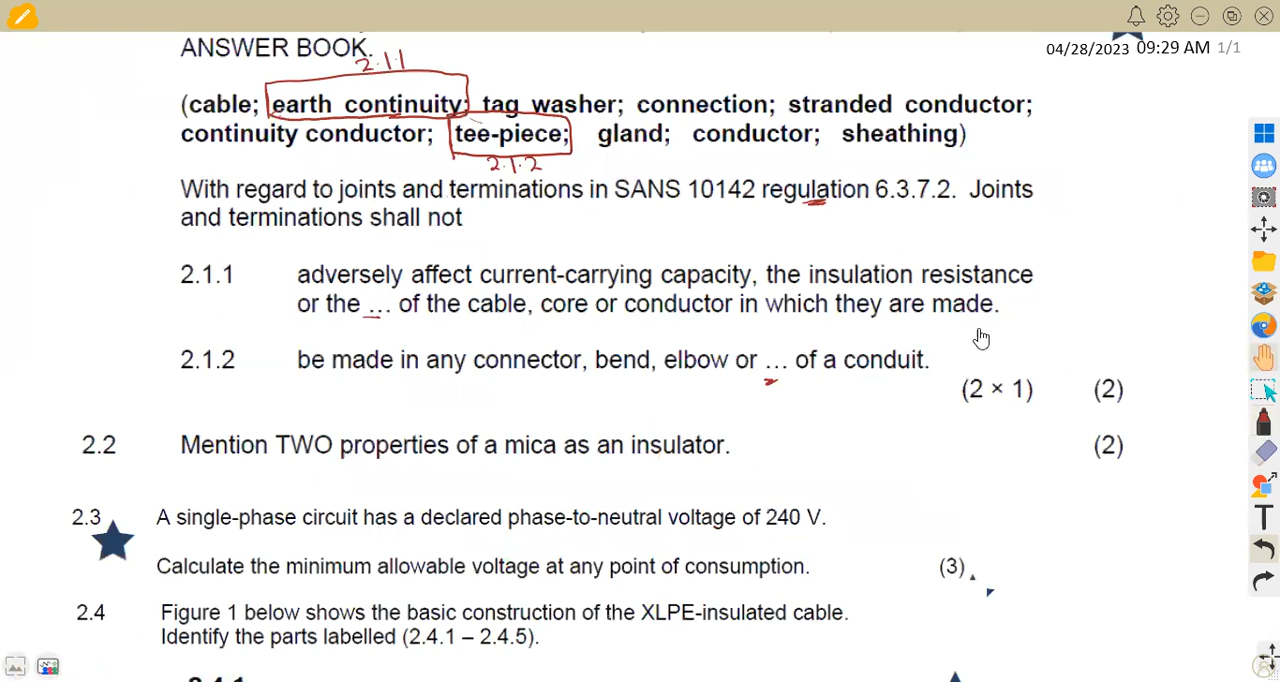 04/28/2023 09:29 AM 1/1
ANSWER BOOK.
2.1.1
(cable; earth continuity; tag washer; connection; stranded conductor;
continuity conductor; tee-piece; gland; conductor; sheathing)
2.1.2
With regard to joints and terminations in SANS 10142 regulation 6.3.7.2. Joints
and terminations shall not
2.1.1 adversely affect current-carrying capacity, the insulation resistance
or the ... of the cable, core or conductor in which they are made.
2.1.2 be made in any connector, bend, elbow or ... of a conduit.
(2 × 1) (2)
2.2 Mention TWO properties of a mica as an insulator. (2)
2.3 A single-phase circuit has a declared phase-to-neutral voltage of 240 V.
Calculate the minimum allowable voltage at any point of consumption. (3)
2.4 Figure 1 below shows the basic construction of the XLPE-insulated cable.
Identify the parts labelled (2.4.1 – 2.4.5).